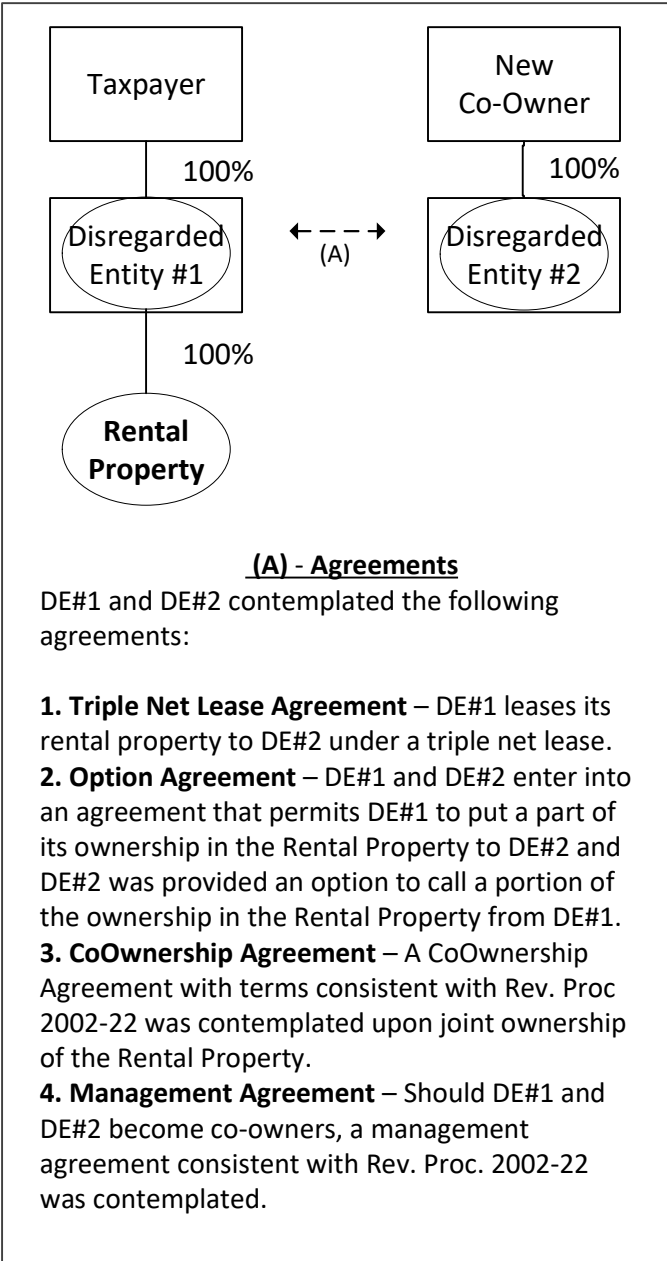 Taxpayer
New
Co-Owner
100%
100%
Disregarded
Entity #1
(A)
Disregarded
Entity #2
100%
Rental
Property
(A) - Agreements
DE#1 and DE#2 contemplated the following
agreements:
1. Triple Net Lease Agreement – DE#1 leases its
rental property to DE#2 under a triple net lease.
2. Option Agreement – DE#1 and DE#2 enter into
an agreement that permits DE#1 to put a part of
its ownership in the Rental Property to DE#2 and
DE#2 was provided an option to call a portion of
the ownership in the Rental Property from DE#1.
3. CoOwnership Agreement – A CoOwnership
Agreement with terms consistent with Rev. Proc
2002-22 was contemplated upon joint ownership
of the Rental Property.
4. Management Agreement – Should DE#1 and
DE#2 become co-owners, a management
agreement consistent with Rev. Proc. 2002-22
was contemplated.